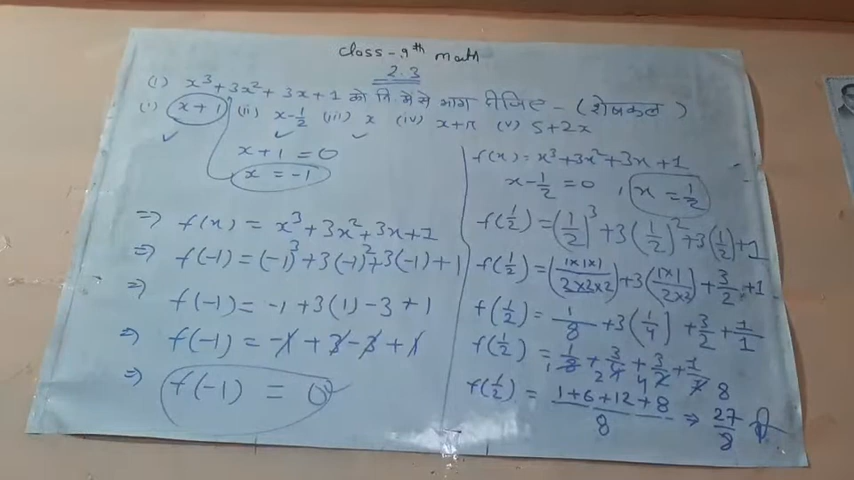 Class - 9th math
2.3
(1) x³ + 3x² + 3x + 1 को नि. में से भाग दीजिए - (शेषफल)
(i) x + 1 (ii) x - 1/2 (iii) x (iv) x + π (v) 5 + 2x
x + 1 = 0
x = -1
⇒ f(x) = x³ + 3x² + 3x + 1
⇒ f(-1) = (-1)³ + 3(-1)² + 3(-1) + 1
⇒ f(-1) = -1 + 3(1) - 3 + 1
⇒ f(-1) = -1 + 3 - 3 + 1
⇒ f(-1) = 0
f(x) = x³ + 3x² + 3x + 1
x - 1/2 = 0, x = 1/2
f(1/2) = (1/2)³ + 3(1/2)² + 3(1/2) + 1
f(1/2) = (1×1×1/2×2×2) + 3(1×1/2×2) + 3/2 + 1
f(1/2) = 1/8 + 3(1/4) + 3/2 + 1/1
f(1/2) = 1/8 + 3/4 + 3/2 + 1/1 1 2 4 8
f(1/2) = 1 + 6 + 12 + 8/8 ⇒ 27/8